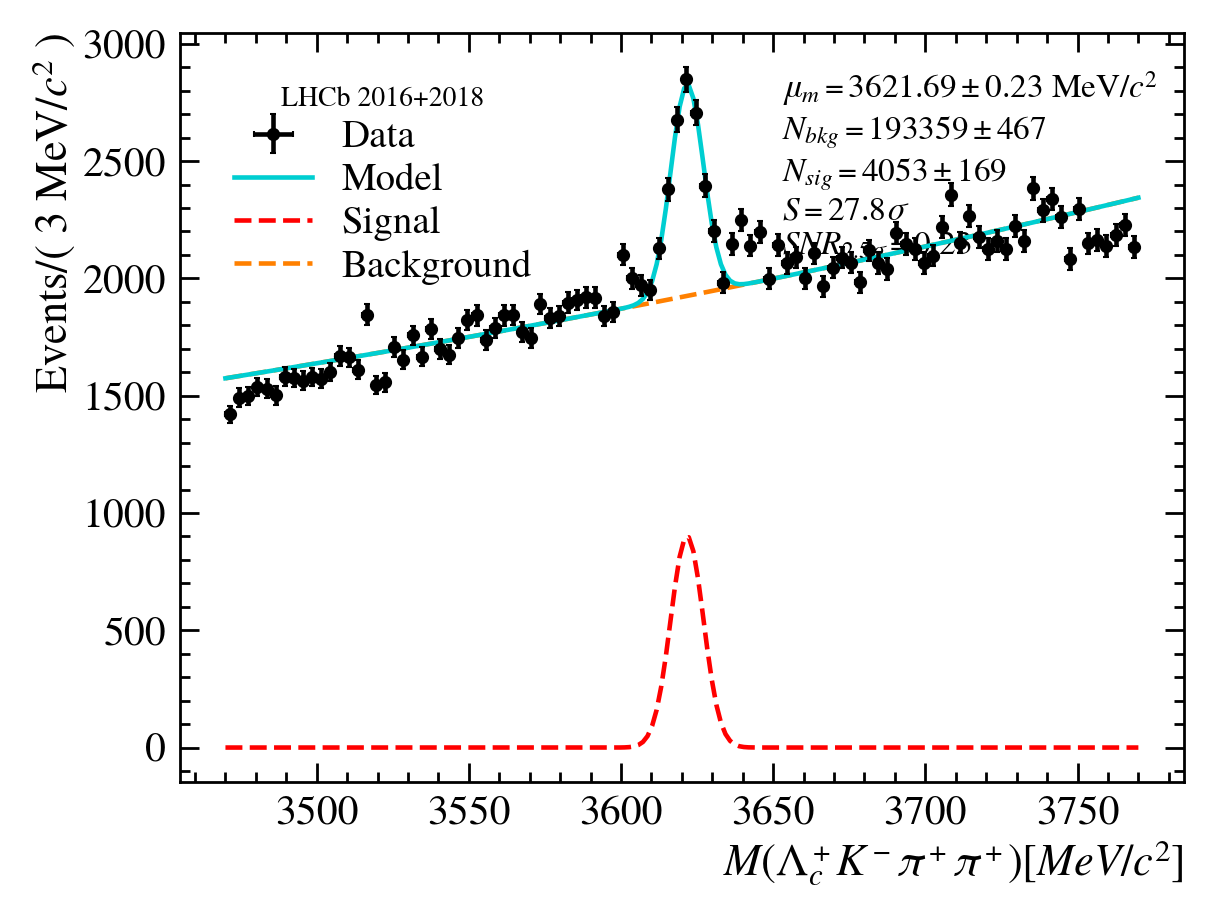 3000
2500
2000
1500
1000
500
0
Events/( 3 MeV/c² )
LHCb 2016+2018
Data
Model
Signal
Background
μₘ = 3621.69 ± 0.23 MeV/c²
N_bkg = 193359 ± 467
N_sig = 4053 ± 169
S = 27.8σ
SNR
3500 3550 3600 3650 3700 3750
M(Λ_c⁺K⁻π⁺π⁺)[MeV/c²]